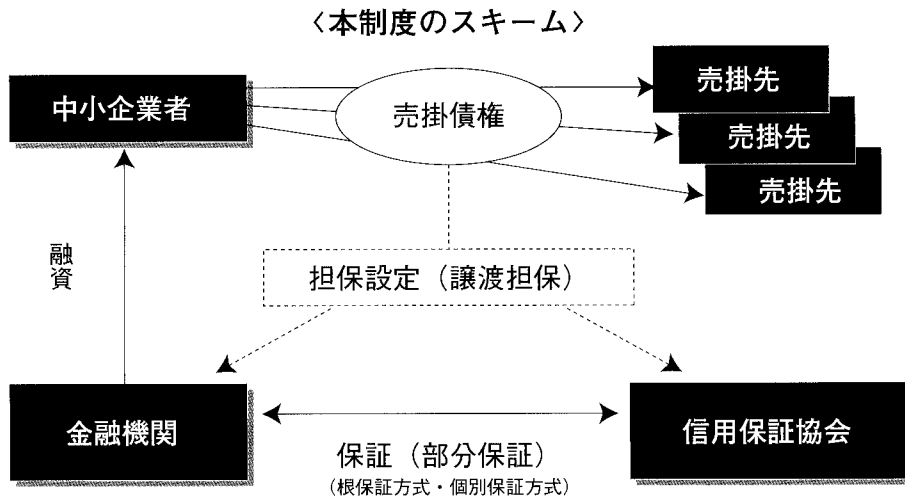 〈本制度のスキーム〉
中小企業者
売掛債権
売掛先
売掛先
売掛先
融資
担保設定（譲渡担保）
金融機関
信用保証協会
保証（部分保証）
（根保証方式・個別保証方式）